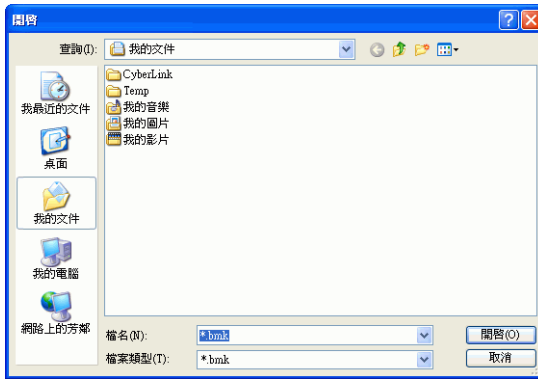 開啓
查詢(I): 我的文件
我最近的文件
桌面
我的文件
我的電腦
網路上的芳鄰
CyberLink
Temp
我的音樂
我的圖片
我的影片
檔名(N): *.bmk 開啓(O)
檔案類型(T): *.bmk 取消